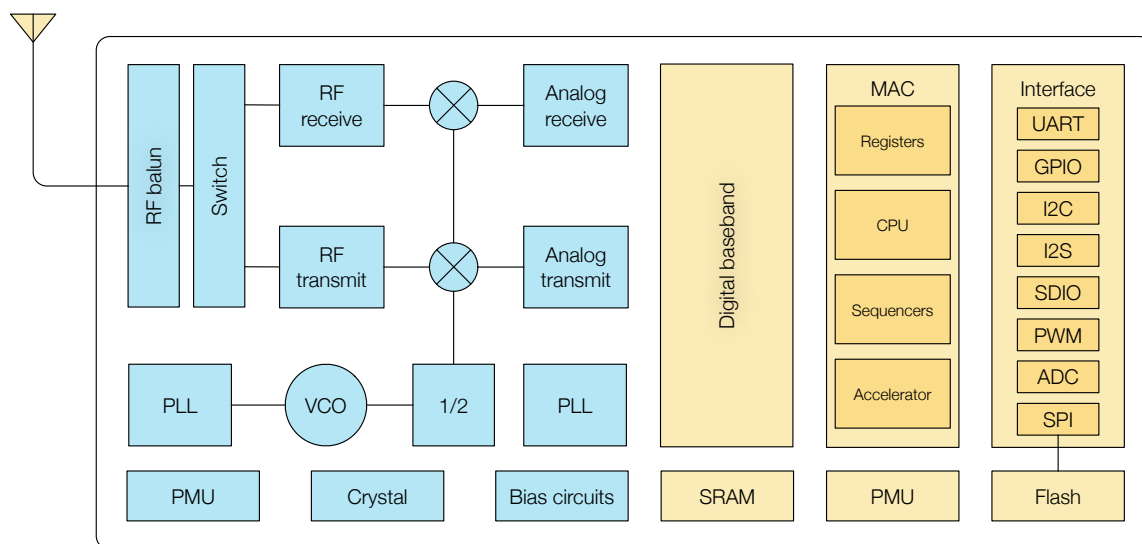 RF balun
Switch
RF
receive
Analog
receive
RF
transmit
Analog
transmit
PLL
VCO
1/2
PLL
PMU
Crystal
Bias circuits
Digital baseband
SRAM
MAC
Registers
CPU
Sequencers
Accelerator
PMU
Interface
UART
GPIO
I2C
I2S
SDIO
PWM
ADC
SPI
Flash